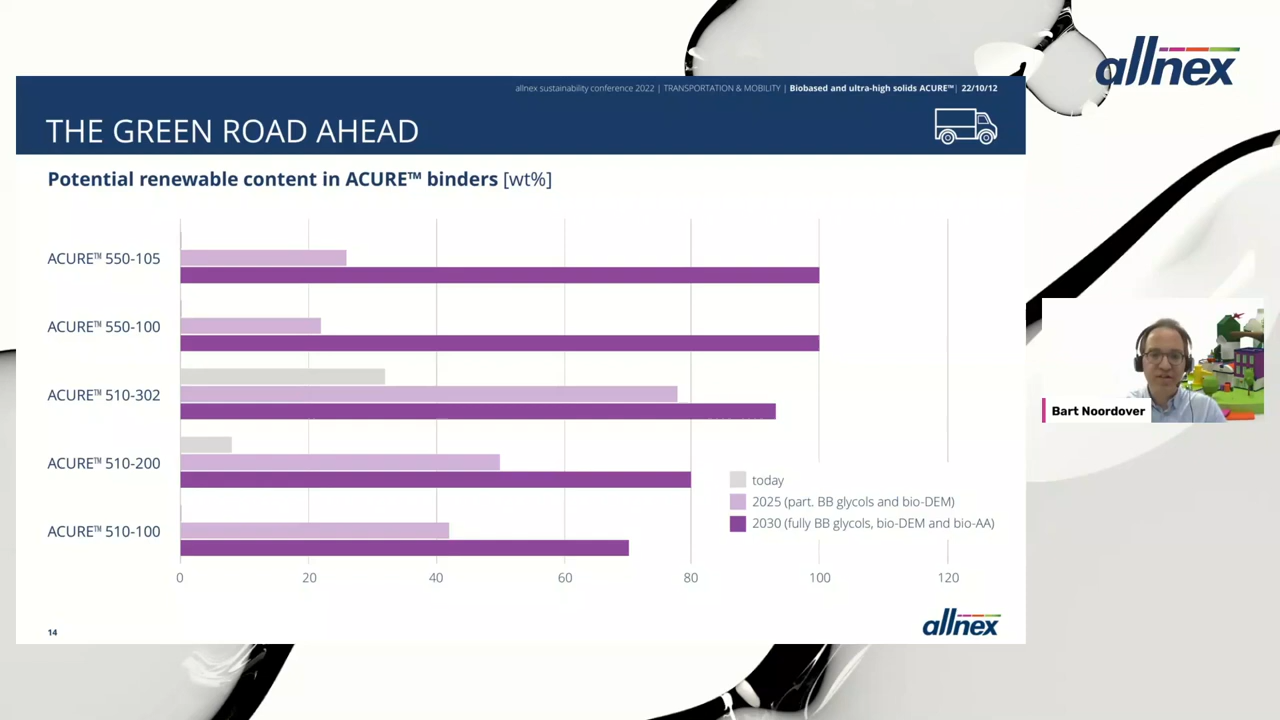 allnex
allnex sustainability conference 2022 | TRANSPORTATION & MOBILITY | Biobased and ultra-high solids ACURE™| 22/10/12
THE GREEN ROAD AHEAD
Potential renewable content in ACURE™ binders [wt%]
ACURE™ 550-105
ACURE™ 550-100
ACURE™ 510-302
ACURE™ 510-200
ACURE™ 510-100
today
2025 (part. BB glycols and bio-DEM)
2030 (fully BB glycols, bio-DEM and bio-AA)
0 20 40 60 80 100 120
14
allnex
Bart Noordover